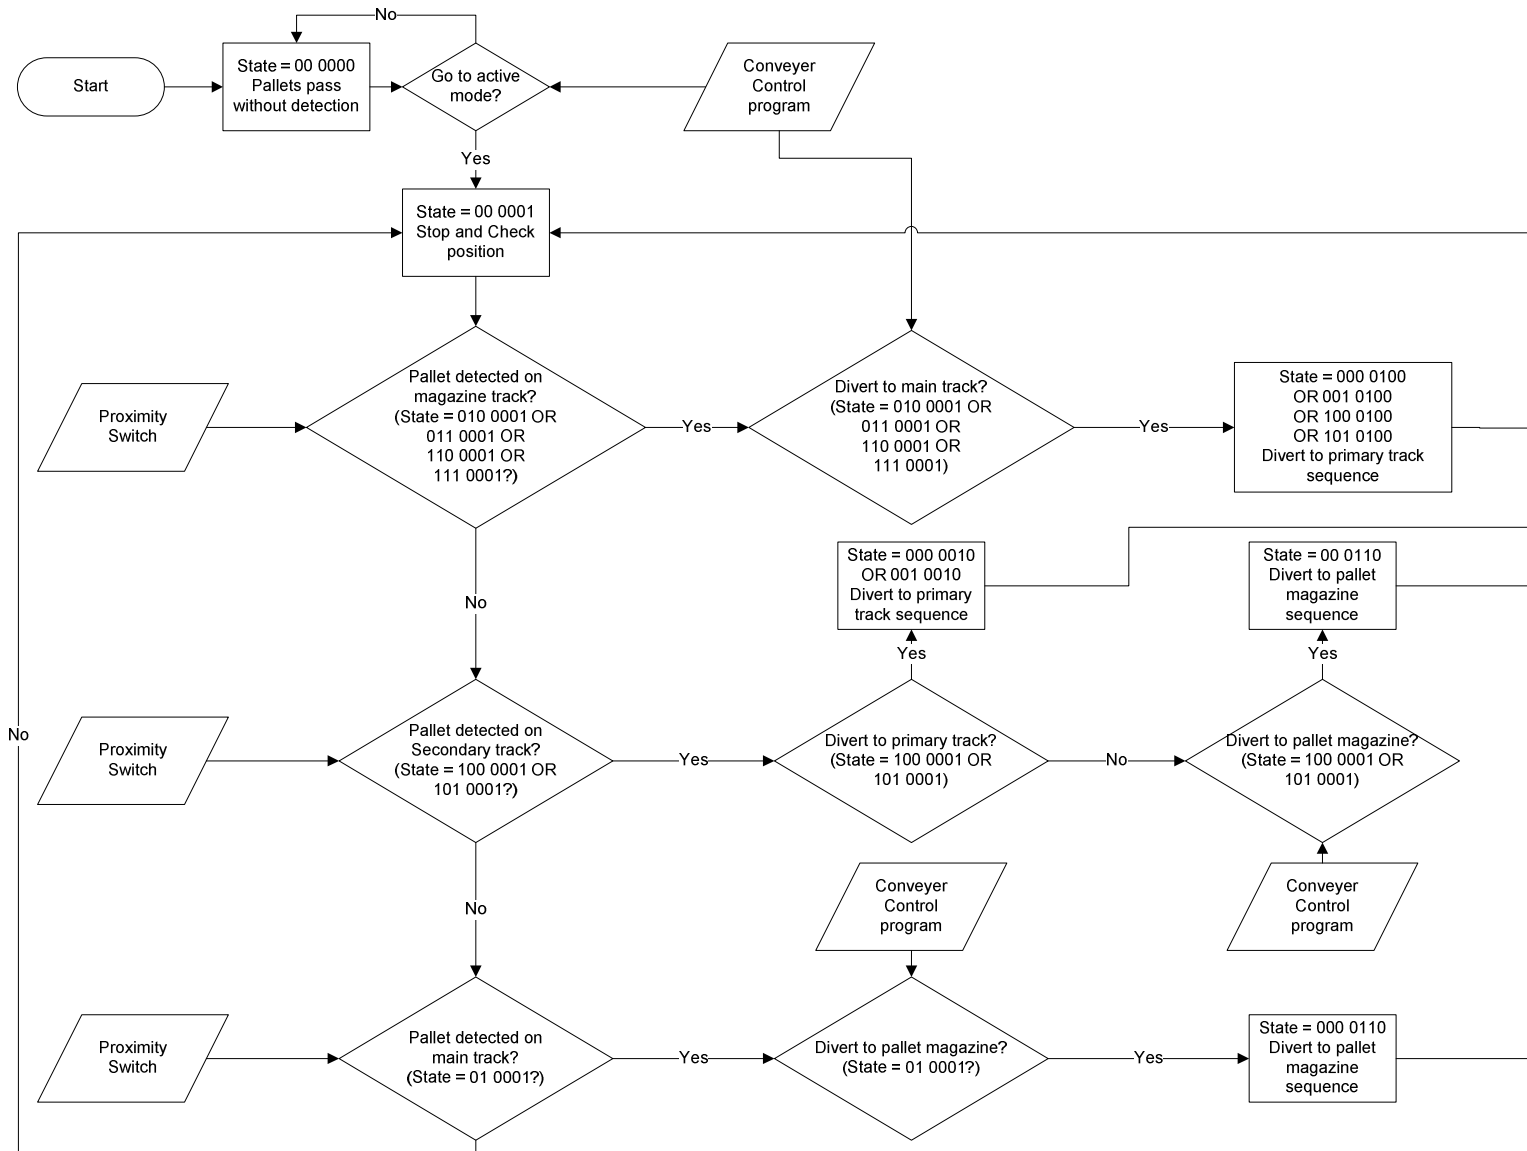 No
Start
State = 00 0000
Pallets pass
without detection
Go to active
mode?
Conveyer
Control
program
Yes
State = 00 0001
Stop and Check
position
Proximity
Switch
Pallet detected on
magazine track?
(State = 010 0001 OR
011 0001 OR
110 0001 OR
111 0001?)
Yes
Divert to main track?
(State = 010 0001 OR
011 0001 OR
110 0001 OR
111 0001)
Yes
State = 000 0100
OR 001 0100
OR 100 0100
OR 101 0100
Divert to primary track
sequence
No
State = 000 0010
OR 001 0010
Divert to primary
track sequence
State = 00 0110
Divert to pallet
magazine
sequence
Yes
Yes
No
Proximity
Switch
Pallet detected on
Secondary track?
(State = 100 0001 OR
101 0001?)
Yes
Divert to primary track?
(State = 100 0001 OR
101 0001)
No
Divert to pallet magazine?
(State = 100 0001 OR
101 0001)
No
Conveyer
Control
program
Conveyer
Control
program
Proximity
Switch
Pallet detected on
main track?
(State = 01 0001?)
Yes
Divert to pallet magazine?
(State = 01 0001?)
Yes
State = 000 0110
Divert to pallet
magazine
sequence